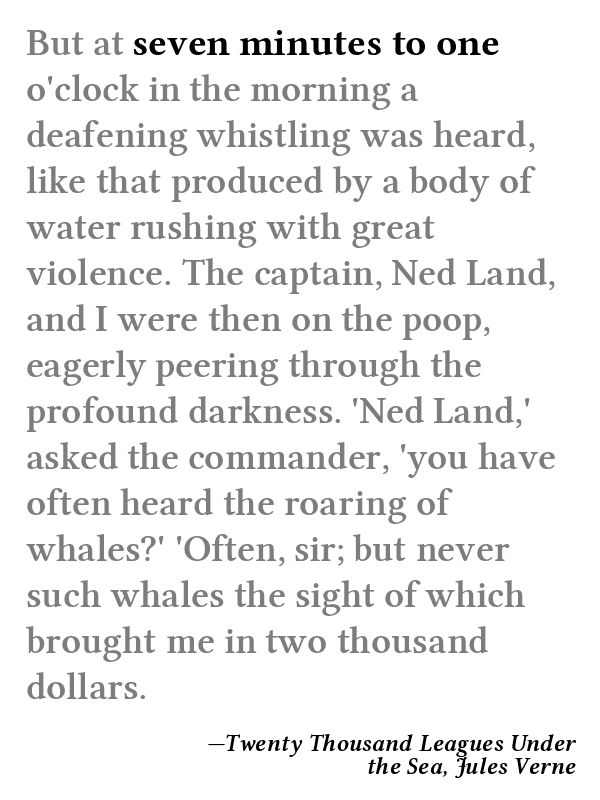 But at seven minutes to one
o'clock in the morning a
deafening whistling was heard,
like that produced by a body of
water rushing with great
violence. The captain, Ned Land,
and I were then on the poop,
eagerly peering through the
profound darkness. 'Ned Land,'
asked the commander, 'you have
often heard the roaring of
whales?' 'Often, sir; but never
such whales the sight of which
brought me in two thousand
dollars.
—Twenty Thousand Leagues Under
the Sea, Jules Verne